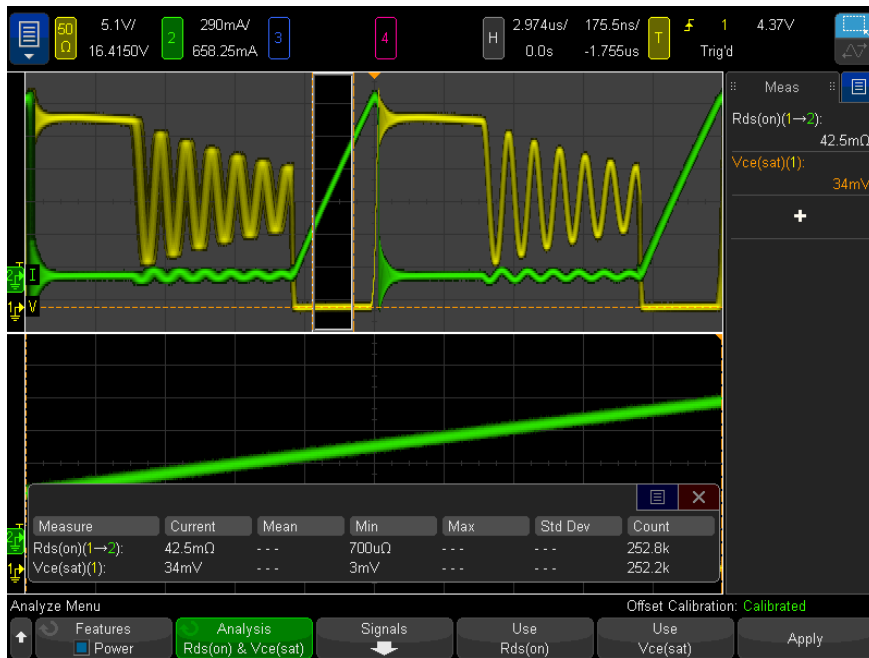 50 Ω 5.1V/ 16.4150V
2 290mA/ 658.25mA
3
4
H 2.974us/ 0.0s 175.5ns/ -1.755us
T 1 4.37V Trig'd
Meas
Rds(on)(1→2):
42.5mΩ
Vce(sat)(1):
34mV
+
2 I
1 V
2
1
Measure Current Mean Min Max Std Dev Count
Rds(on)(1→2): 42.5mΩ - - - 700uΩ - - - - - - 252.8k
Vce(sat)(1): 34mV - - - 3mV - - - - - - 252.2k
Analyze Menu Offset Calibration: Calibrated
Features Power
Analysis Rds(on) & Vce(sat)
Signals
Use Rds(on)
Use Vce(sat)
Apply